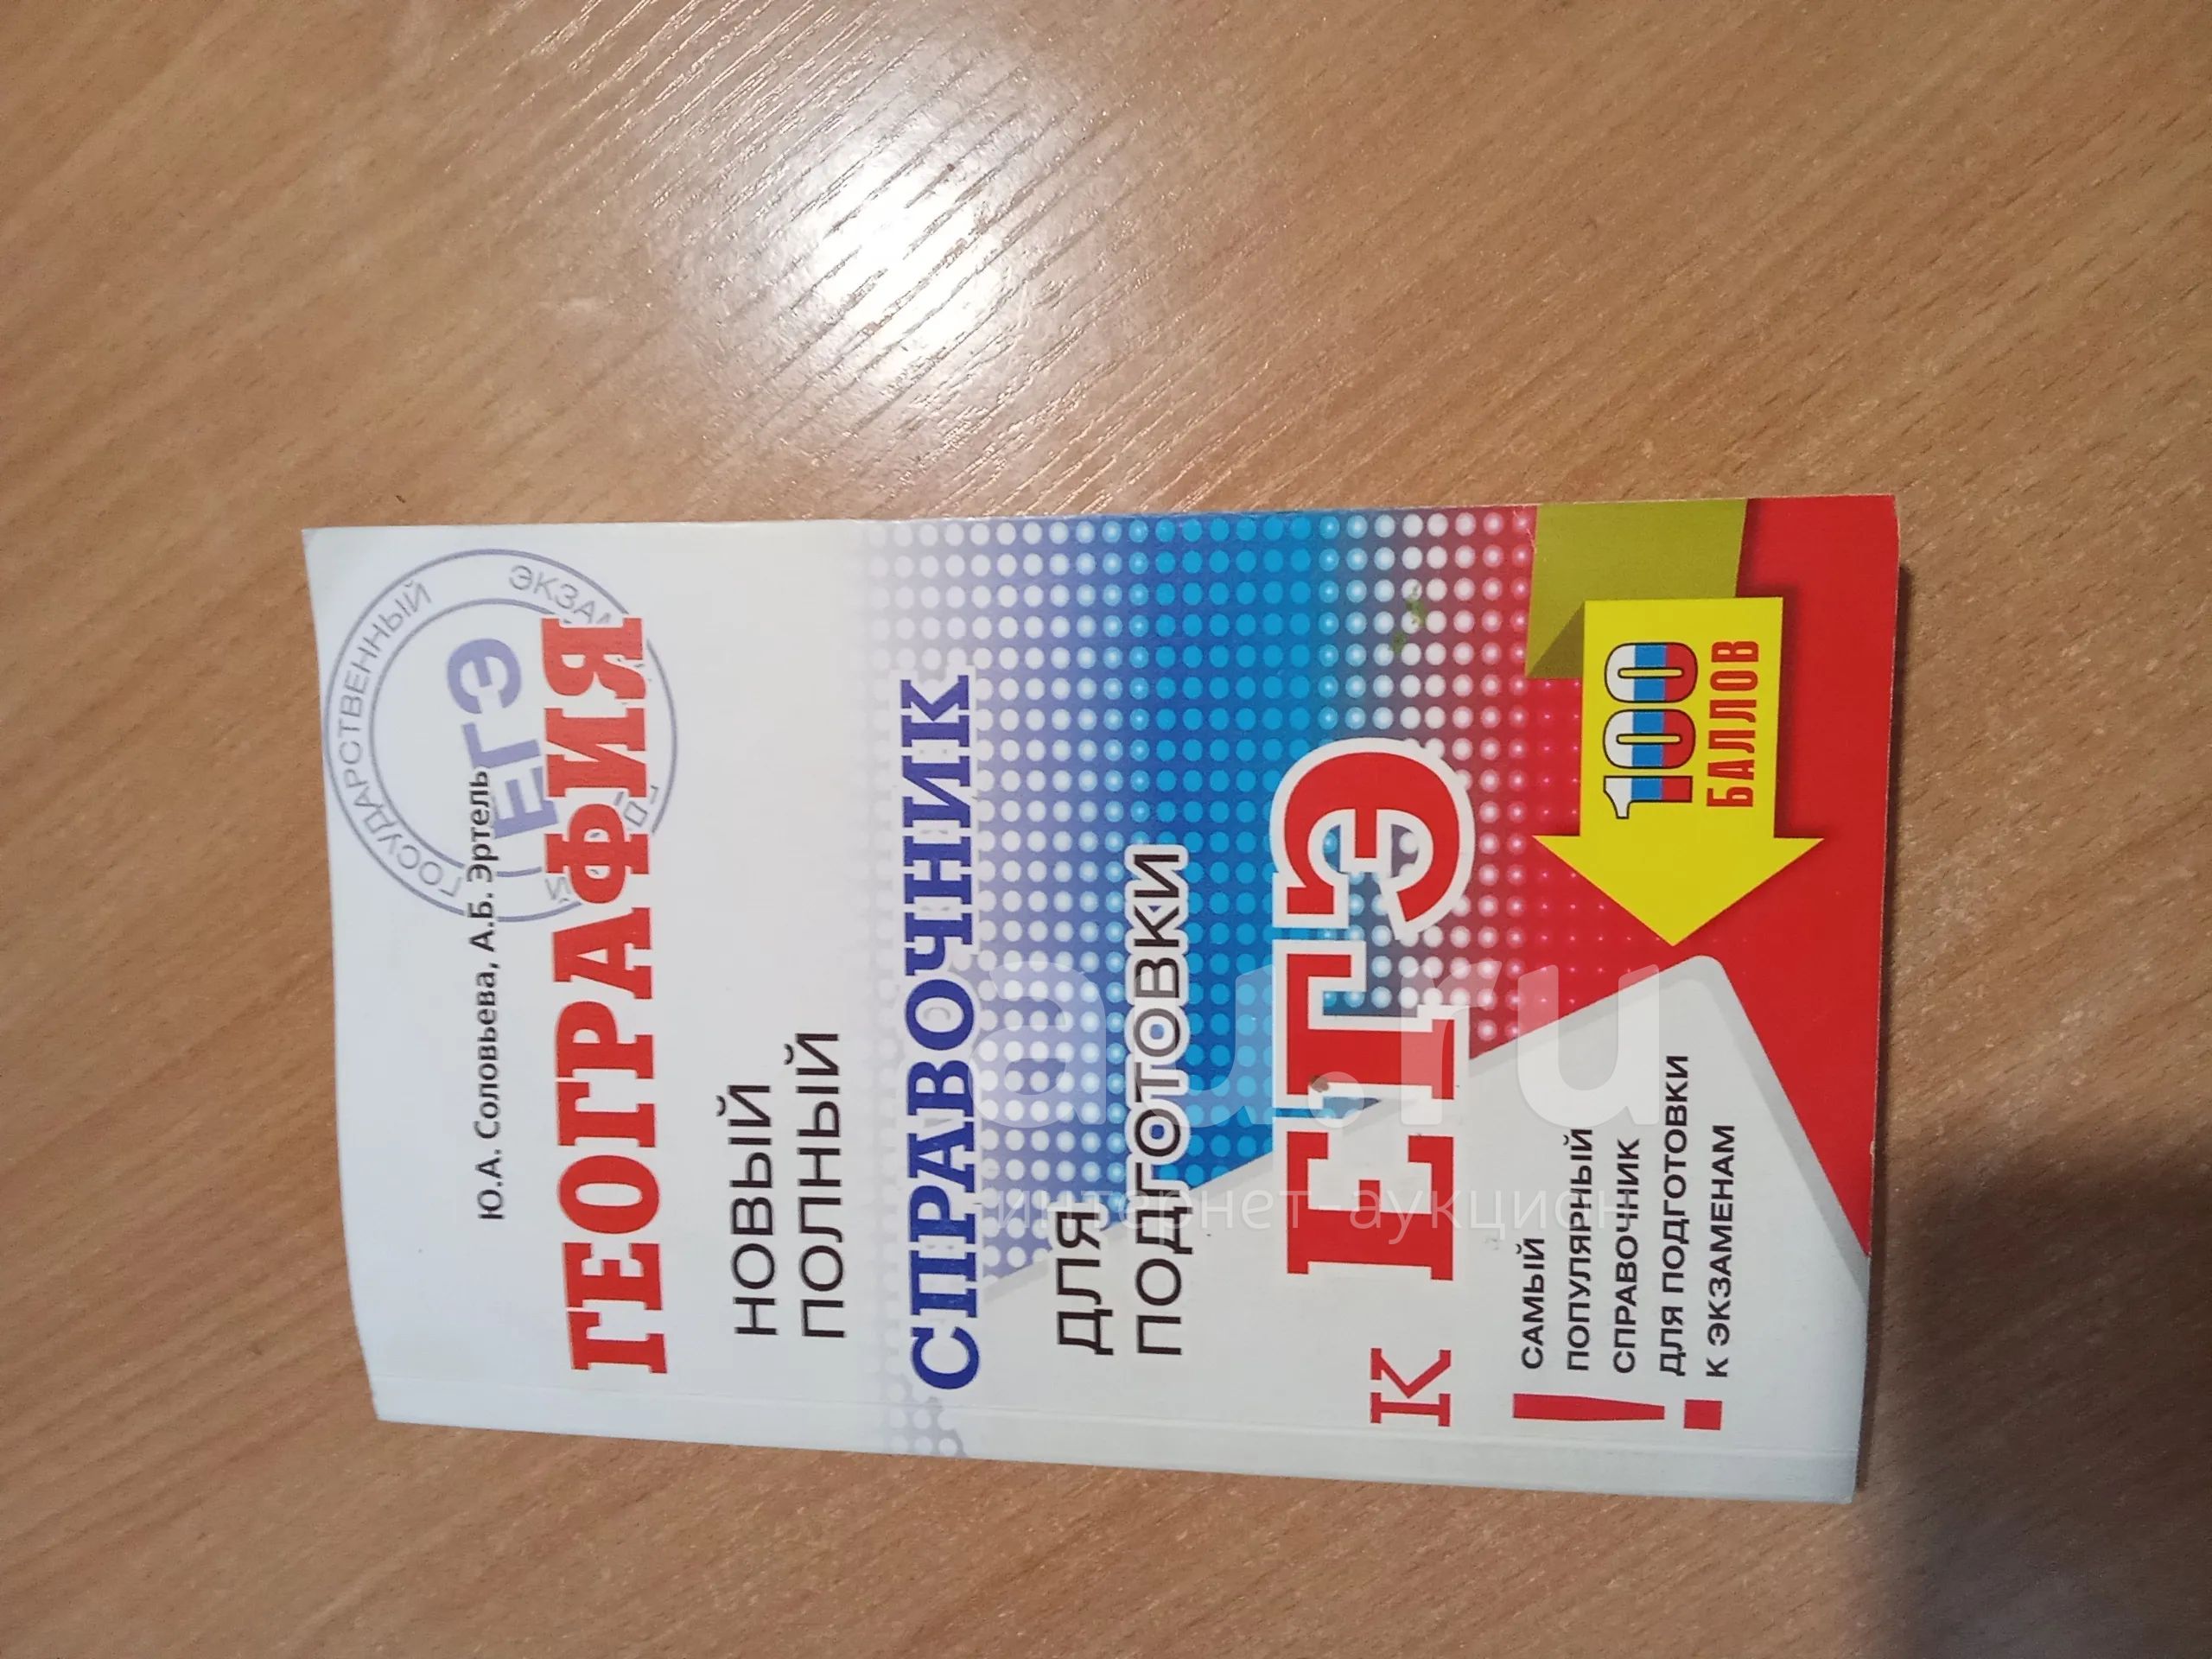 ГОСУДАРСТВЕННЫЙ ЭКЗАМ
ЕГЭ
Ю.А. Соловьева, А.Б. Эртель
ГЕОГРАФИЯ
НОВЫЙ
ПОЛНЫЙ
СПРАВОЧНИК
ДЛЯ
ПОДГОТОВКИ
К ЕГЭ
САМЫЙ
ПОПУЛЯРНЫЙ
СПРАВОЧНИК
ДЛЯ ПОДГОТОВКИ
К ЭКЗАМЕНАМ
!
100
БАЛЛОВ
au.ru
интернет аукцион